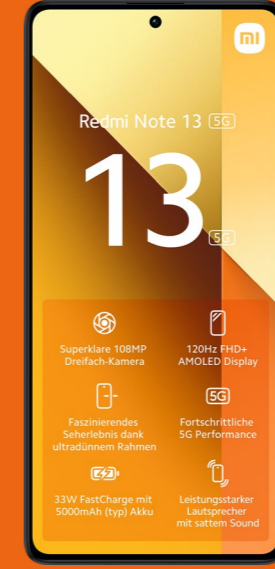 mi
Redmi Note 13 5G
13 5G
Superklare 108MP
Dreifach-Kamera
120Hz FHD+
AMOLED Display
Faszinierendes
Seherlebnis dank
ultradünnem Rahmen
5G
Fortschrittliche
5G Performance
33W FastCharge mit
5000mAh (typ) Akku
Leistungsstarker
Lautsprecher
mit sattem Sound